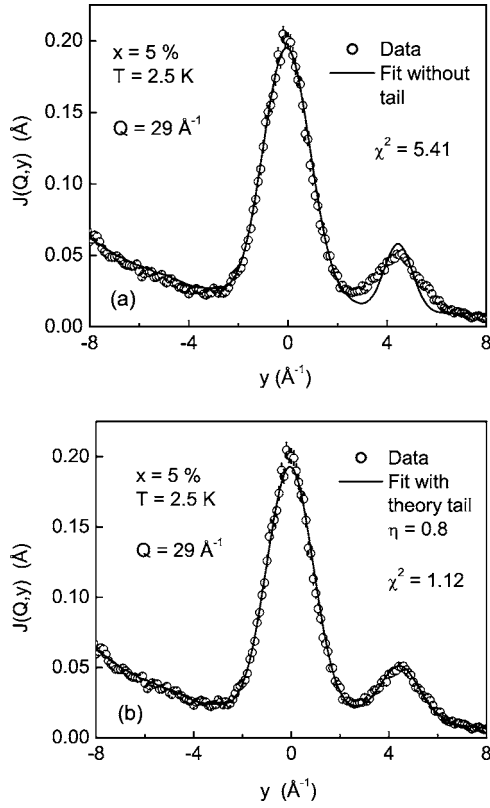 x = 5 %
T = 2.5 K
Q = 29 Å⁻¹
Data
Fit without
tail
χ² = 5.41
J(Q,y) (Å)
0.20
0.15
0.10
0.05
0.00
(a)
-8 -4 0 4 8
y (Å⁻¹)
x = 5 %
T = 2.5 K
Q = 29 Å⁻¹
Data
Fit with
theory tail
η = 0.8
χ² = 1.12
J(Q,y) (Å)
0.20
0.15
0.10
0.05
0.00
(b)
-8 -4 0 4 8
y (Å⁻¹)